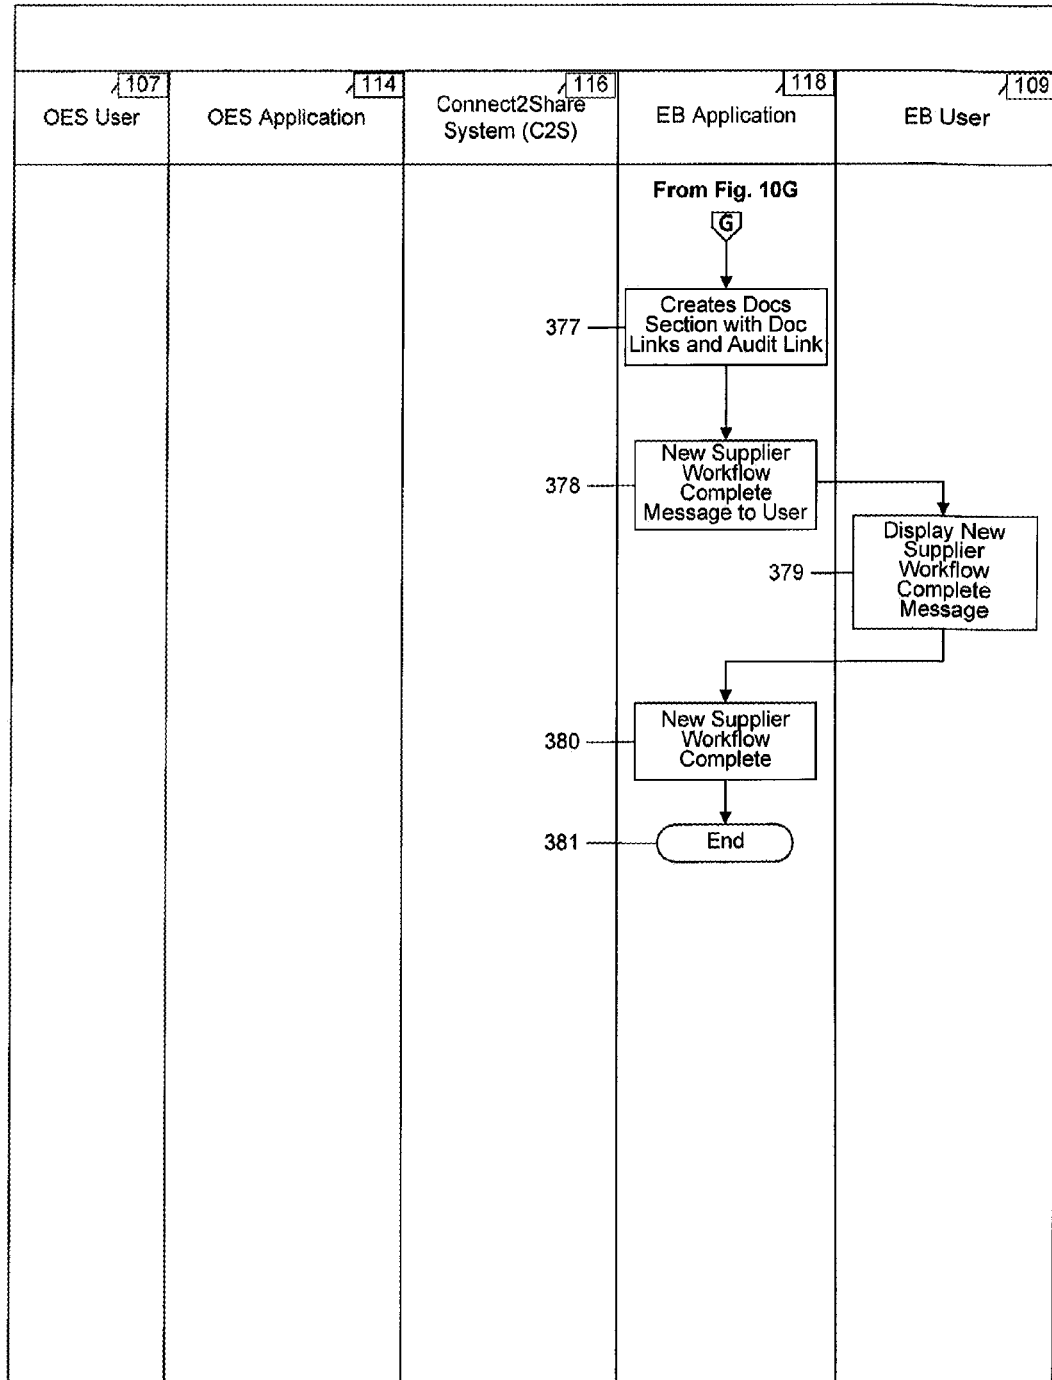 107
OES User
114
OES Application
116
Connect2Share
System (C2S)
118
EB Application
109
EB User
From Fig. 10G
G
377
Creates Docs
Section with Doc
Links and Audit Link
378
New Supplier
Workflow
Complete
Message to User
379
Display New
Supplier
Workflow
Complete
Message
380
New Supplier
Workflow
Complete
381
End